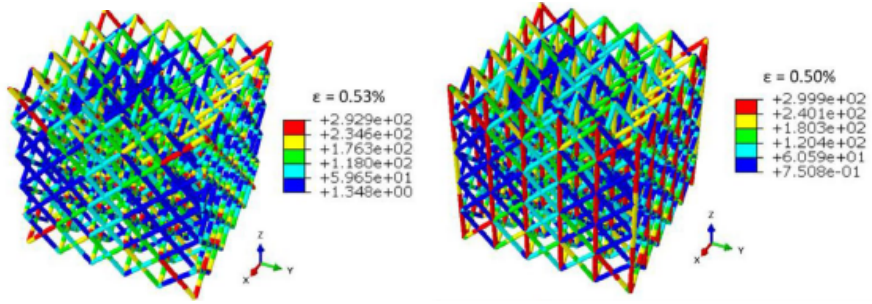 ε = 0.53%
+2.929e+02
+2.346e+02
+1.763e+02
+1.180e+02
+5.965e+01
+1.348e+00
Z
X
Y
ε = 0.50%
+2.999e+02
+2.401e+02
+1.803e+02
+1.204e+02
+6.059e+01
+7.508e-01
Z
X
Y